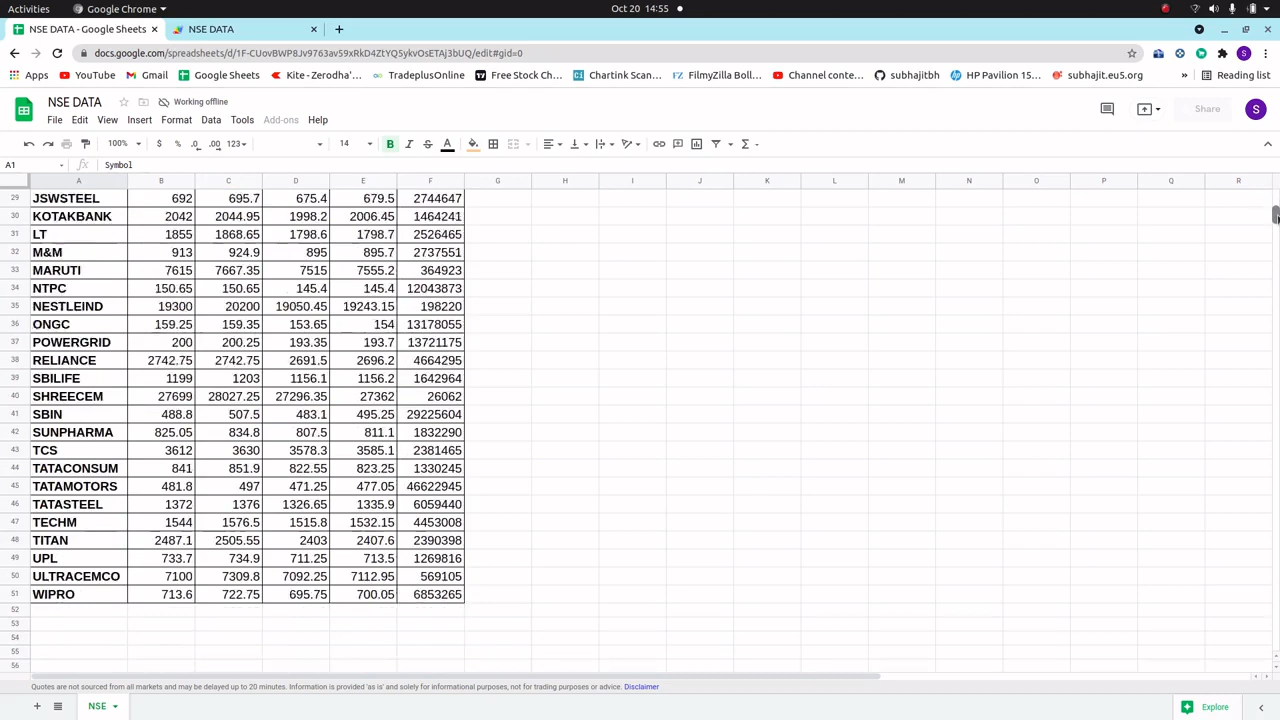 Activities Google Chrome Oct 20 14:55
NSE DATA - Google Sheets NSE DATA
docs.google.com/spreadsheets/d/1F-CUovBWP8Jv9763av59xRkD4ZtYQ5ykvOsETAj3bUQ/edit#gid=0
Apps YouTube Gmail Google Sheets Kite - Zerodha'... TradeplusOnline Free Stock Ch... Chartink Scan... FilmyZilla Boll... Channel conte... subhajitbh HP Pavilion 15... subhajit.eu5.org » Reading list
NSE DATA Working offline
File Edit View Insert Format Data Tools Add-ons Help Share S
100% $ % .0 .00 123 14 B I S A
A1 fx Symbol
A B C D E F G H I J K L M N O P Q R
29 JSWSTEEL 692 695.7 675.4 679.5 2744647
30 KOTAKBANK 2042 2044.95 1998.2 2006.45 1464241
31 LT 1855 1868.65 1798.6 1798.7 2526465
32 M&M 913 924.9 895 895.7 2737551
33 MARUTI 7615 7667.35 7515 7555.2 364923
34 NTPC 150.65 150.65 145.4 145.4 12043873
35 NESTLEIND 19300 20200 19050.45 19243.15 198220
36 ONGC 159.25 159.35 153.65 154 13178055
37 POWERGRID 200 200.25 193.35 193.7 13721175
38 RELIANCE 2742.75 2742.75 2691.5 2696.2 4664295
39 SBILIFE 1199 1203 1156.1 1156.2 1642964
40 SHREECEM 27699 28027.25 27296.35 27362 26062
41 SBIN 488.8 507.5 483.1 495.25 29225604
42 SUNPHARMA 825.05 834.8 807.5 811.1 1832290
43 TCS 3612 3630 3578.3 3585.1 2381465
44 TATACONSUM 841 851.9 822.55 823.25 1330245
45 TATAMOTORS 481.8 497 471.25 477.05 46622945
46 TATASTEEL 1372 1376 1326.65 1335.9 6059440
47 TECHM 1544 1576.5 1515.8 1532.15 4453008
48 TITAN 2487.1 2505.55 2403 2407.6 2390398
49 UPL 733.7 734.9 711.25 713.5 1269816
50 ULTRACEMCO 7100 7309.8 7092.25 7112.95 569105
51 WIPRO 713.6 722.75 695.75 700.05 6853265
52
53
54
55
56
Quotes are not sourced from all markets and may be delayed up to 20 minutes. Information is provided 'as is' and solely for informational purposes, not for trading purposes or advice. Disclaimer
NSE Explore